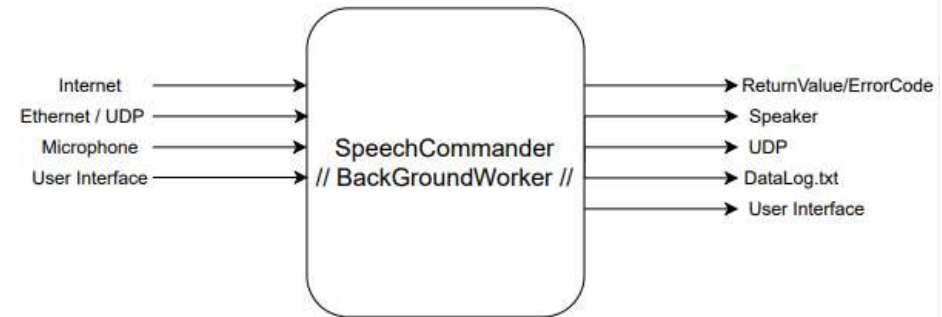 Internet
Ethernet / UDP
Microphone
User Interface
SpeechCommander
// BackGroundWorker //
ReturnValue/ErrorCode
Speaker
UDP
DataLog.txt
User Interface